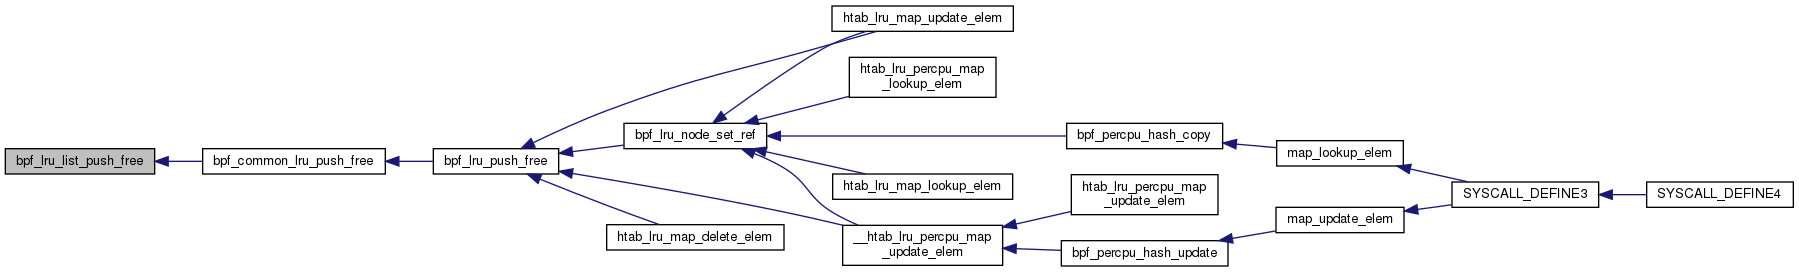 htab_lru_map_update_elem
htab_lru_percpu_map
_lookup_elem
bpf_lru_node_set_ref
bpf_percpu_hash_copy
map_lookup_elem
bpf_lru_list_push_free
bpf_common_lru_push_free
bpf_lru_push_free
htab_lru_map_lookup_elem
htab_lru_percpu_map
_update_elem
SYSCALL_DEFINE3
SYSCALL_DEFINE4
map_update_elem
htab_lru_map_delete_elem
__htab_lru_percpu_map
_update_elem
bpf_percpu_hash_update